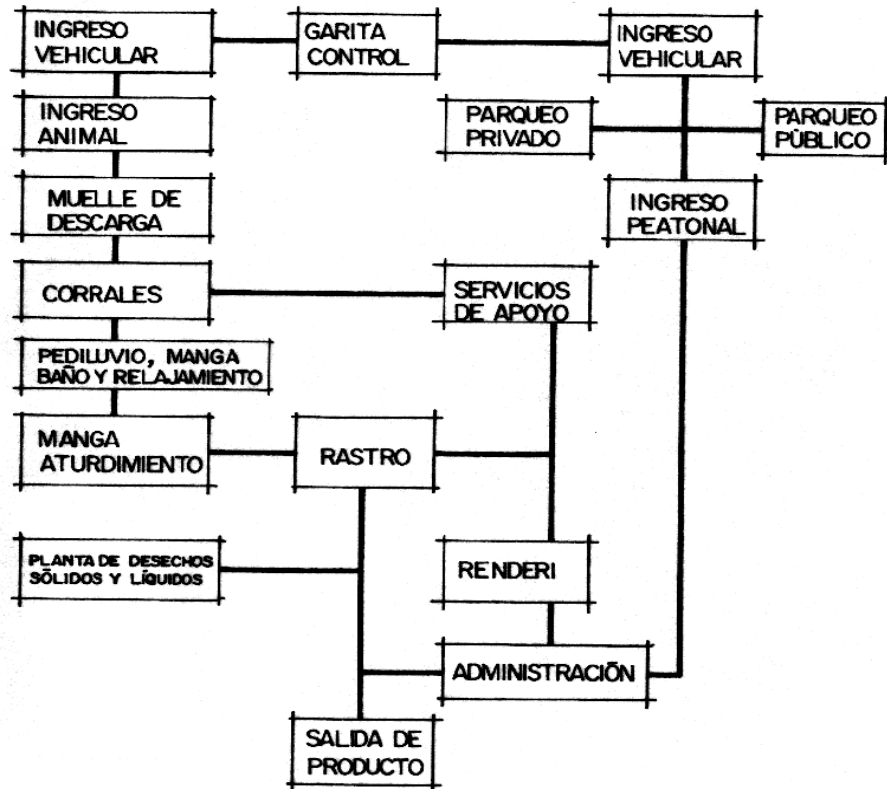 INGRESO
VEHICULAR
GARITA
CONTROL
INGRESO
VEHICULAR
INGRESO
ANIMAL
PARQUEO
PRIVADO
PARQUEO
PÚBLICO
MUELLE DE
DESCARGA
INGRESO
PEATONAL
CORRALES
SERVICIOS
DE APOYO
PEDILUVIO, MANGA
BAÑO Y RELAJAMIENTO
MANGA
ATURDIMIENTO
RASTRO
PLANTA DE DESECHOS
SÓLIDOS Y LÍQUIDOS
RENDERI
ADMINISTRACIÓN
SALIDA DE
PRODUCTO